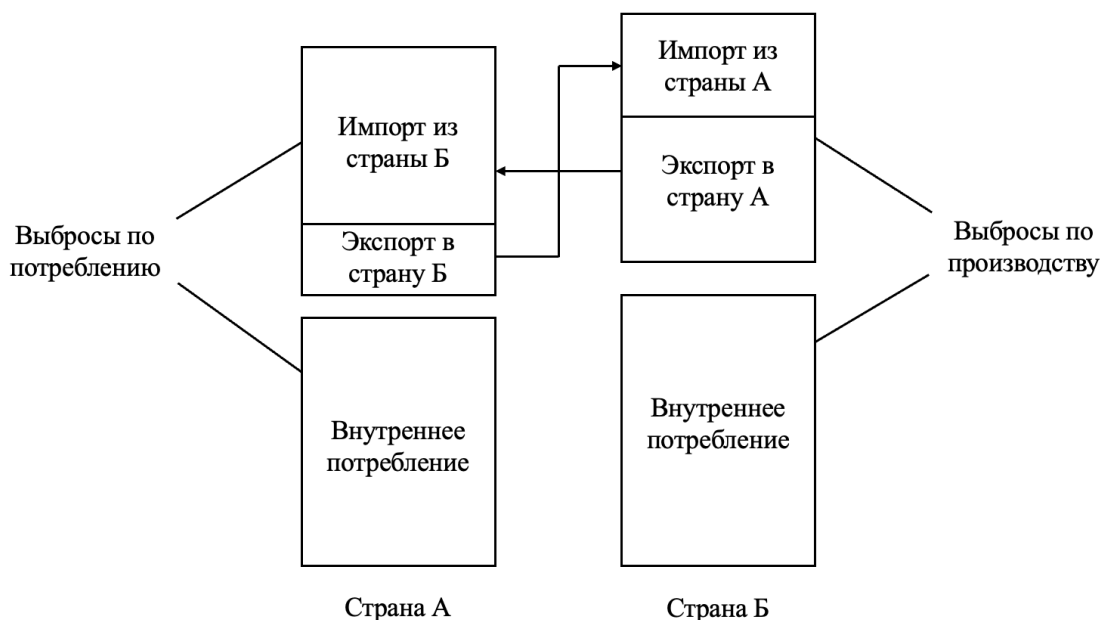 Выбросы по
потреблению
Импорт из
страны Б
Экспорт в
страну Б
Внутреннее
потребление
Страна А
Импорт из
страны А
Экспорт в
страну А
Внутреннее
потребление
Страна Б
Выбросы по
производству